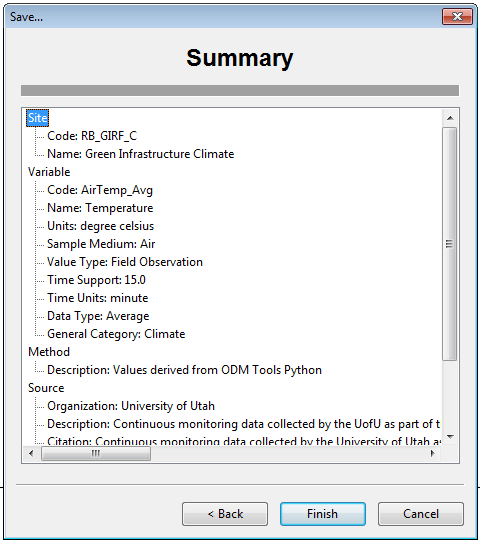 Save...
Summary
Site
Code: RB_GIRF_C
Name: Green Infrastructure Climate
Variable
Code: AirTemp_Avg
Name: Temperature
Units: degree celsius
Sample Medium: Air
Value Type: Field Observation
Time Support: 15.0
Time Units: minute
Data Type: Average
General Category: Climate
Method
Description: Values derived from ODM Tools Python
Source
Organization: University of Utah
Description: Continuous monitoring data collected by the UofU as part of t
Citation: Continuous monitoring data collected by the University of Utah as
< Back Finish Cancel